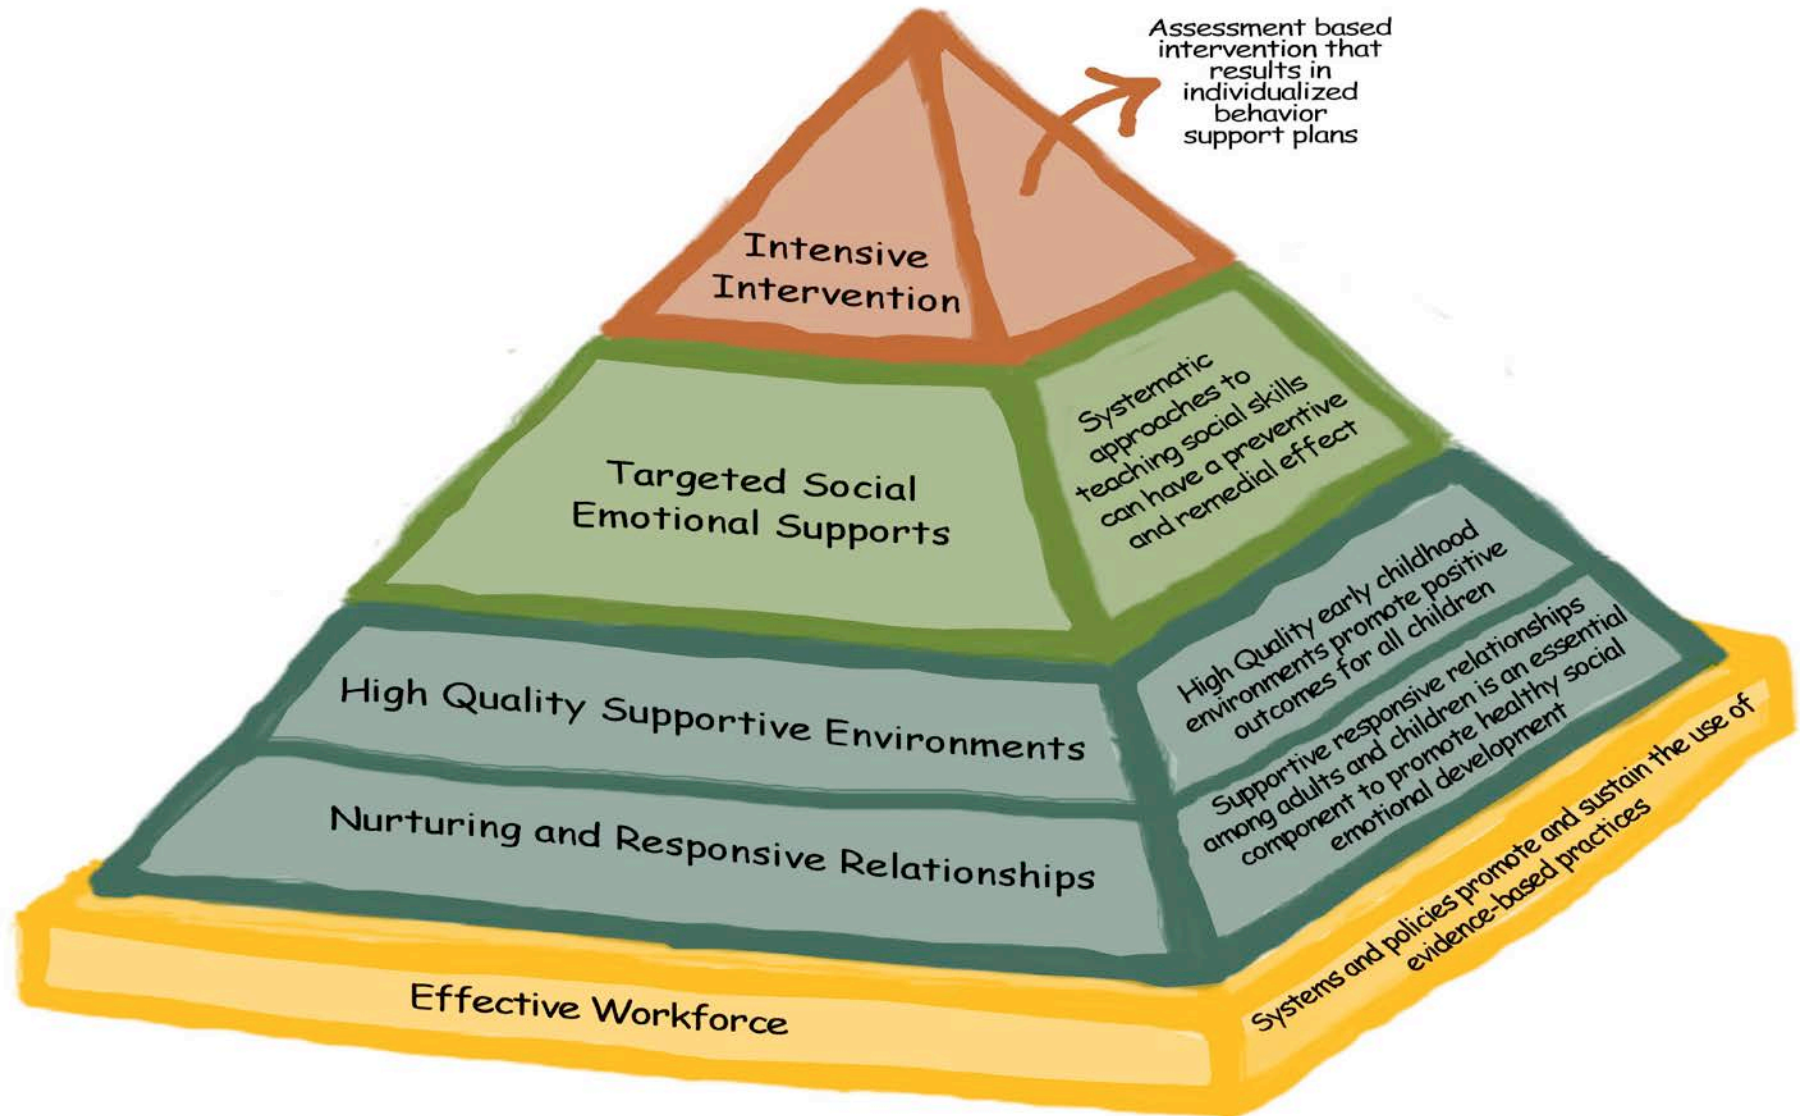 Assessment based
intervention that
results in
individualized
behavior
support plans
Intensive
Intervention
Targeted Social
Emotional Supports
Systematic
approaches to
teaching social skills
can have a preventive
and remedial effect
High Quality Supportive Environments
High Quality early childhood
environments promote positive
outcomes for all children
Nurturing and Responsive Relationships
Supportive responsive relationships
among adults and children is an essential
component to promote healthy social
emotional development
Effective Workforce
Systems and policies promote and sustain the use of
evidence-based practices